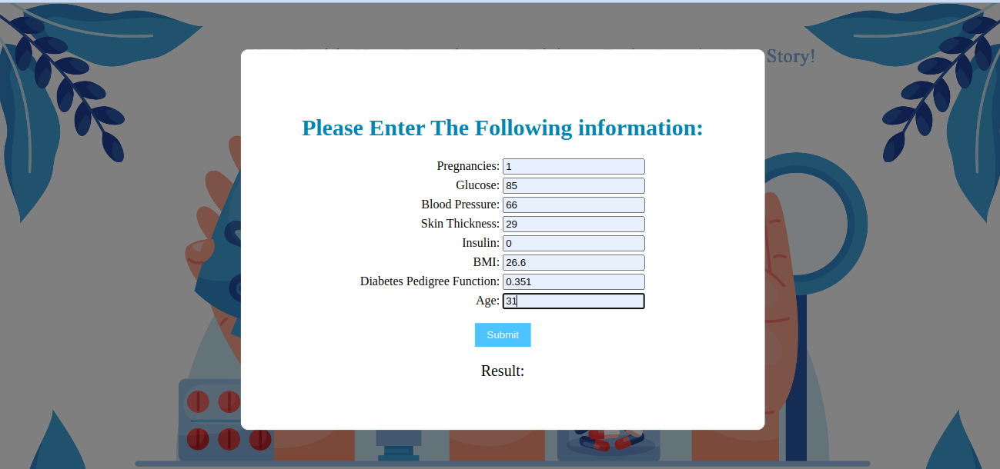 Story!
Please Enter The Following information:
Pregnancies: 1
Glucose: 85
Blood Pressure: 66
Skin Thickness: 29
Insulin: 0
BMI: 26.6
Diabetes Pedigree Function: 0.351
Age: 31
Submit
Result: